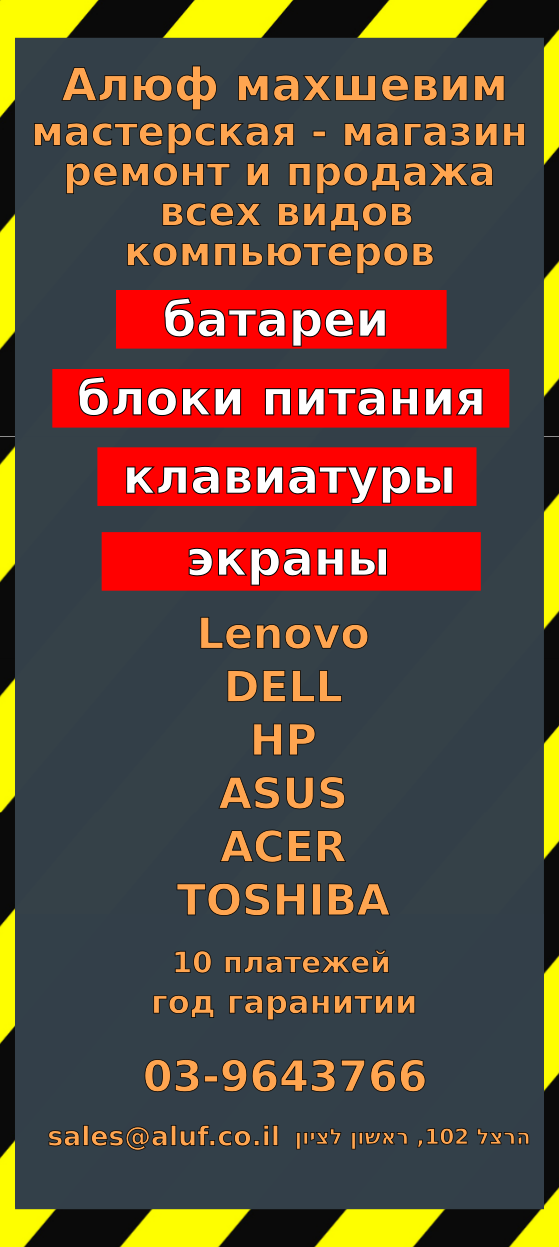 Алюф махшевим
мастерская - магазин
ремонт и продажа
всех видов
компьютеров
батареи
блоки питания
клавиатуры
экраны
Lenovo
DELL
HP
ASUS
ACER
TOSHIBA
10 платежей
год гаранитии
03-9643766
sales@aluf.co.il הרצל 102, ראשון לציון